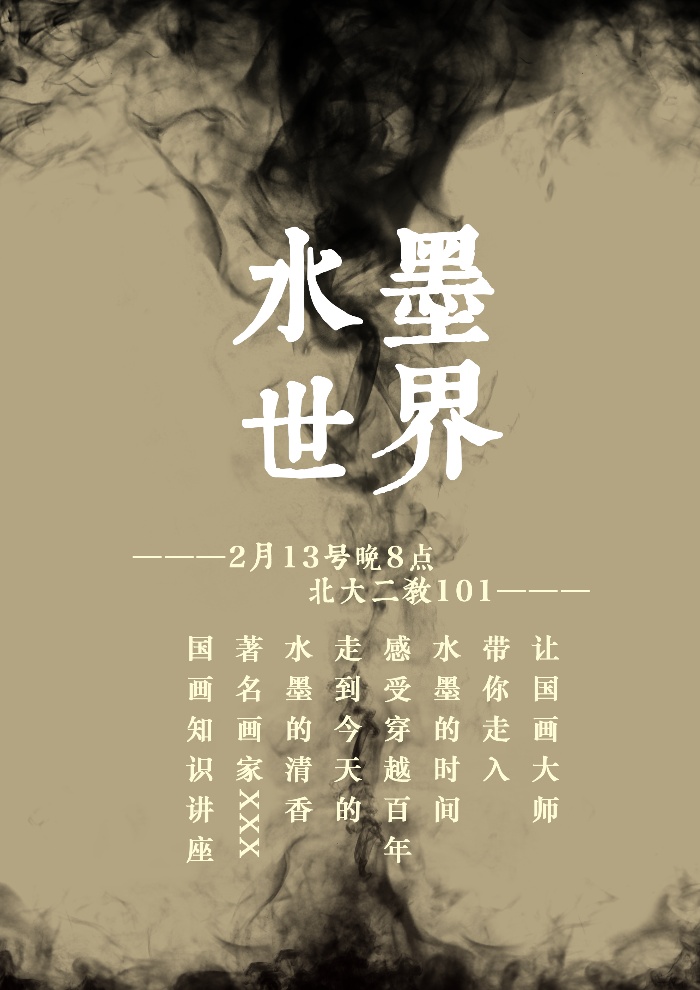 水墨
世界
———2月13号晚8点
北大二教101———
让国画大师
带你走入
水墨的时间
感受穿越百年
走到今天的
水墨的清香
著名画家XXX
国画知识讲座